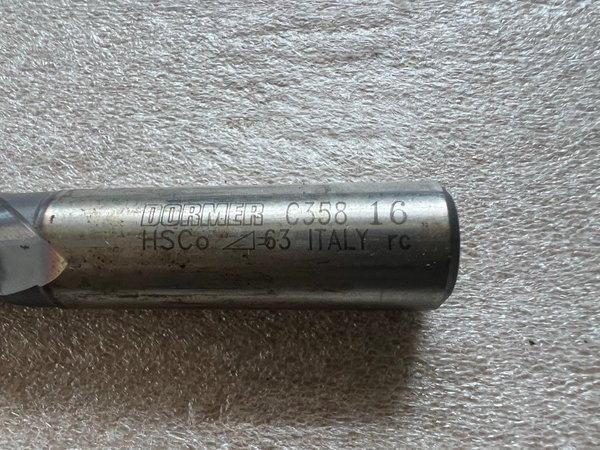 DORMER C358 16
HSCo ⊿=63 ITALY rc